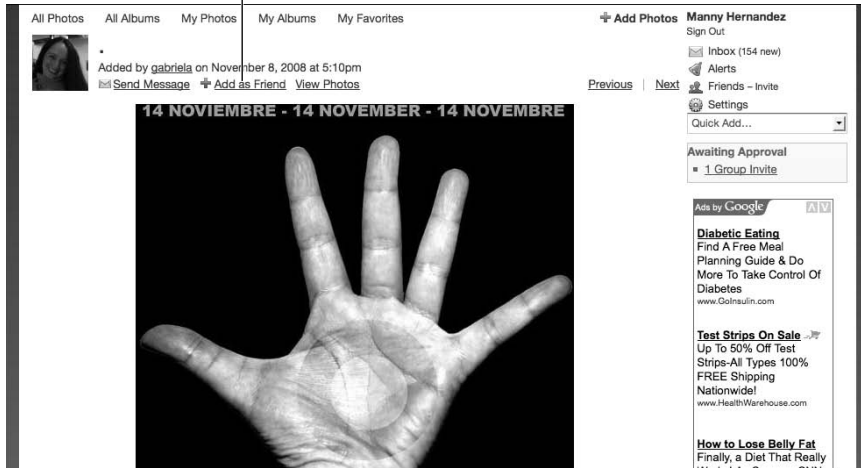 All Photos All Albums My Photos My Albums My Favorites
Add Photos
.
Added by gabriela on November 8, 2008 at 5:10pm
Send Message Add as Friend View Photos
Previous | Next
14 NOVIEMBRE - 14 NOVEMBER - 14 NOVIEMBRE
Manny Hernandez
Sign Out
Inbox (154 new)
Alerts
Friends – Invite
Settings
Quick Add...
Awaiting Approval
1 Group Invite
Ads by Google
Diabetic Eating
Find A Free Meal
Planning Guide & Do
More To Take Control Of
Diabetes
www.GoInsulin.com
Test Strips On Sale
Up To 50% Off Test
Strips-All Types 100%
FREE Shipping
Nationwide!
www.HealthWarehouse.com
How to Lose Belly Fat
Finally, a Diet That Really